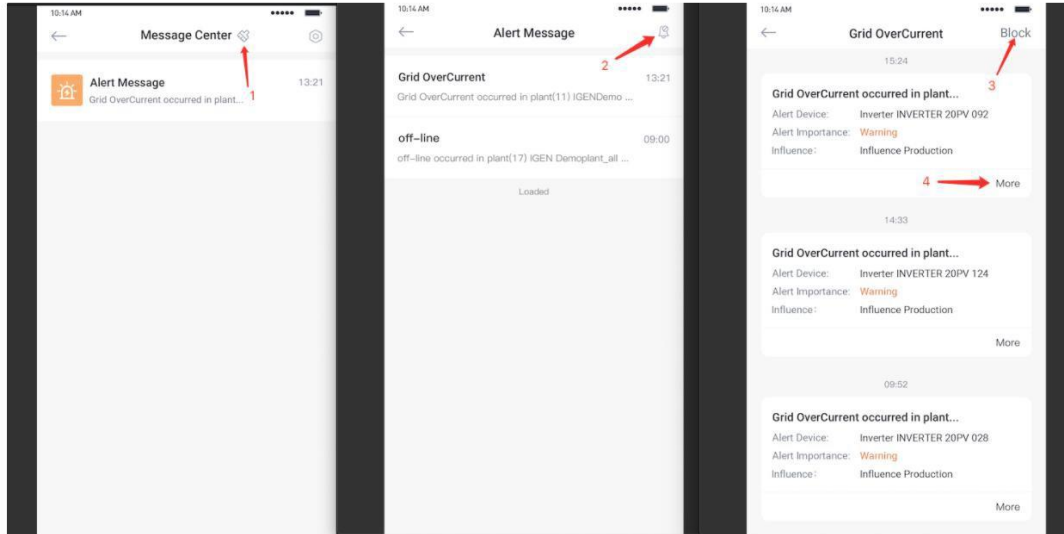 10:14 AM
Message Center
1
Alert Message 13:21
Grid OverCurrent occurred in plant...
10:14 AM
Alert Message
2
Grid OverCurrent 13:21
Grid OverCurrent occurred in plant(11) IGENDemo ...
off-line 09:00
off-line occurred in plant(17) IGEN Demoplant_all ...
Loaded
10:14 AM
Grid OverCurrent Block
15:24
3
Grid OverCurrent occurred in plant...
Alert Device: Inverter INVERTER 20PV 092
Alert Importance: Warning
Influence: Influence Production
4 More
14:33
Grid OverCurrent occurred in plant...
Alert Device: Inverter INVERTER 20PV 124
Alert Importance: Warning
Influence: Influence Production
More
09:52
Grid OverCurrent occurred in plant...
Alert Device: Inverter INVERTER 20PV 028
Alert Importance: Warning
Influence: Influence Production
More